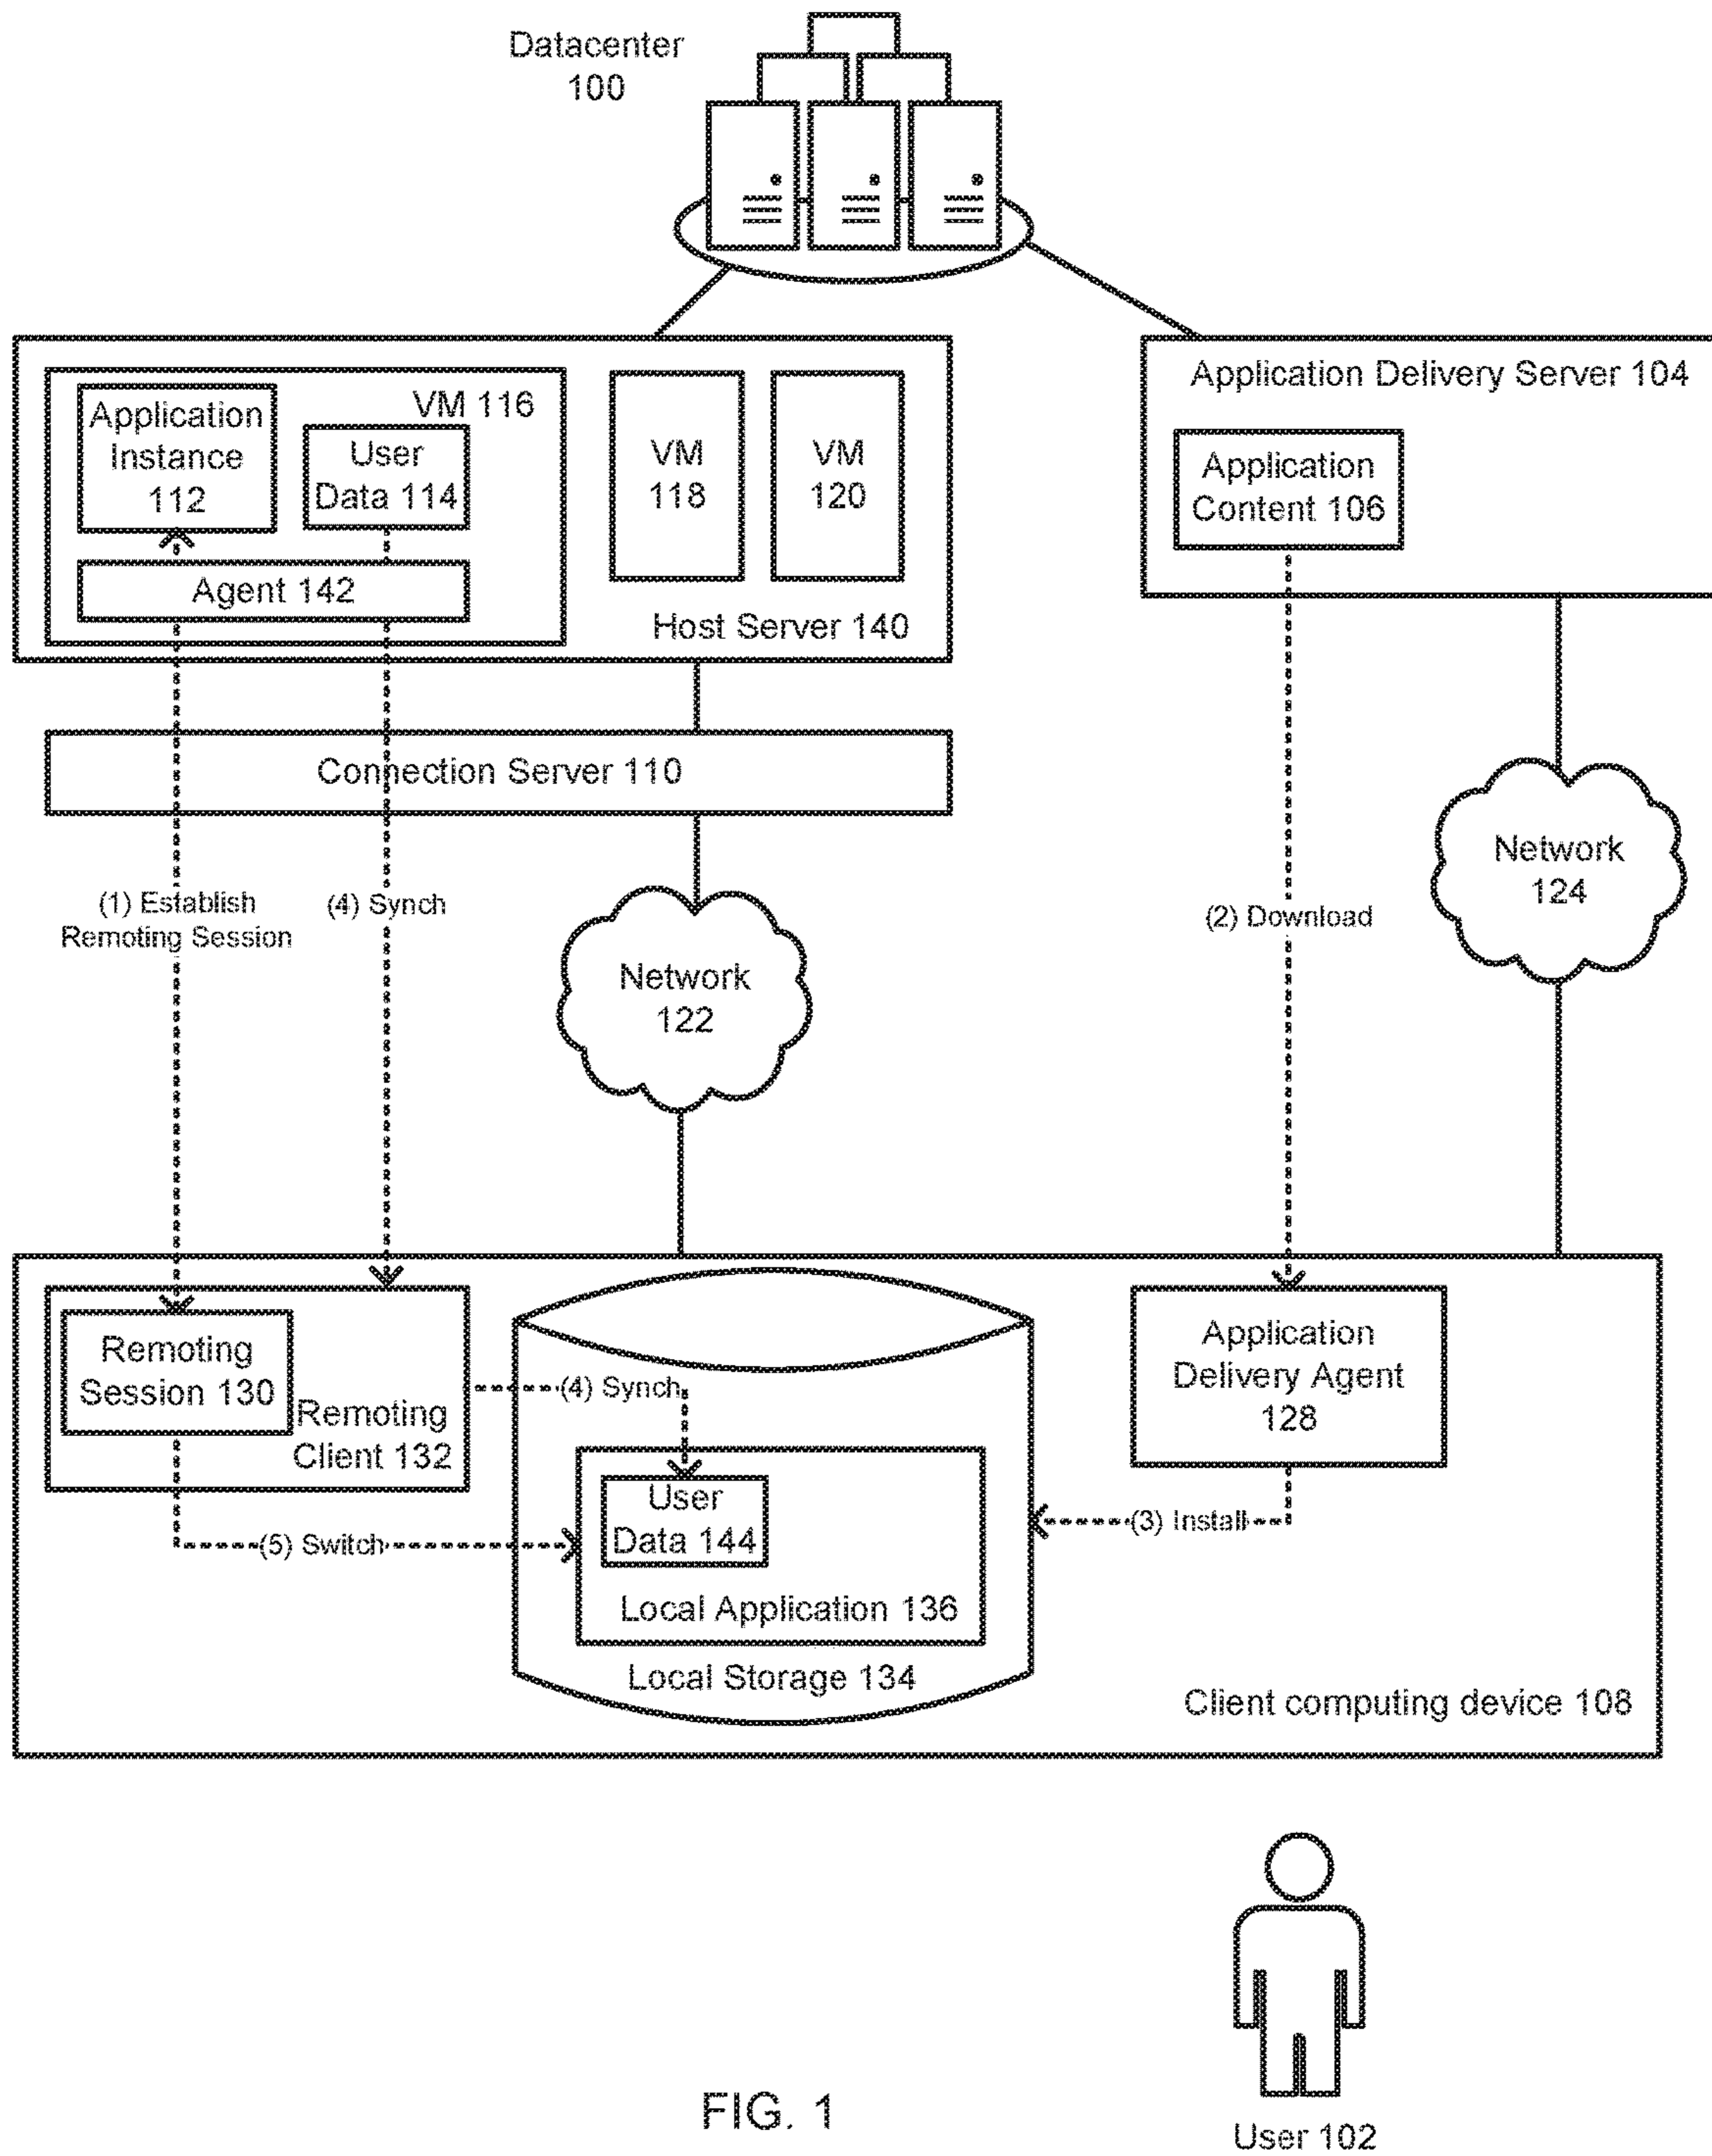 Datacenter
100
Application
Instance
112
VM 116
User
Data 114
Agent 142
VM
118
VM
120
Host Server 140
Application Delivery Server 104
Application
Content 106
Connection Server 110
(1) Establish
Remoting Session
(4) Synch
Network
122
(2) Download
Network
124
Remoting
Session 130
Remoting
Client 132
(4) Synch
User
Data 144
Local Application 136
Local Storage 134
Application
Delivery Agent
128
(3) Install
(5) Switch
Client computing device 108
FIG. 1
User 102